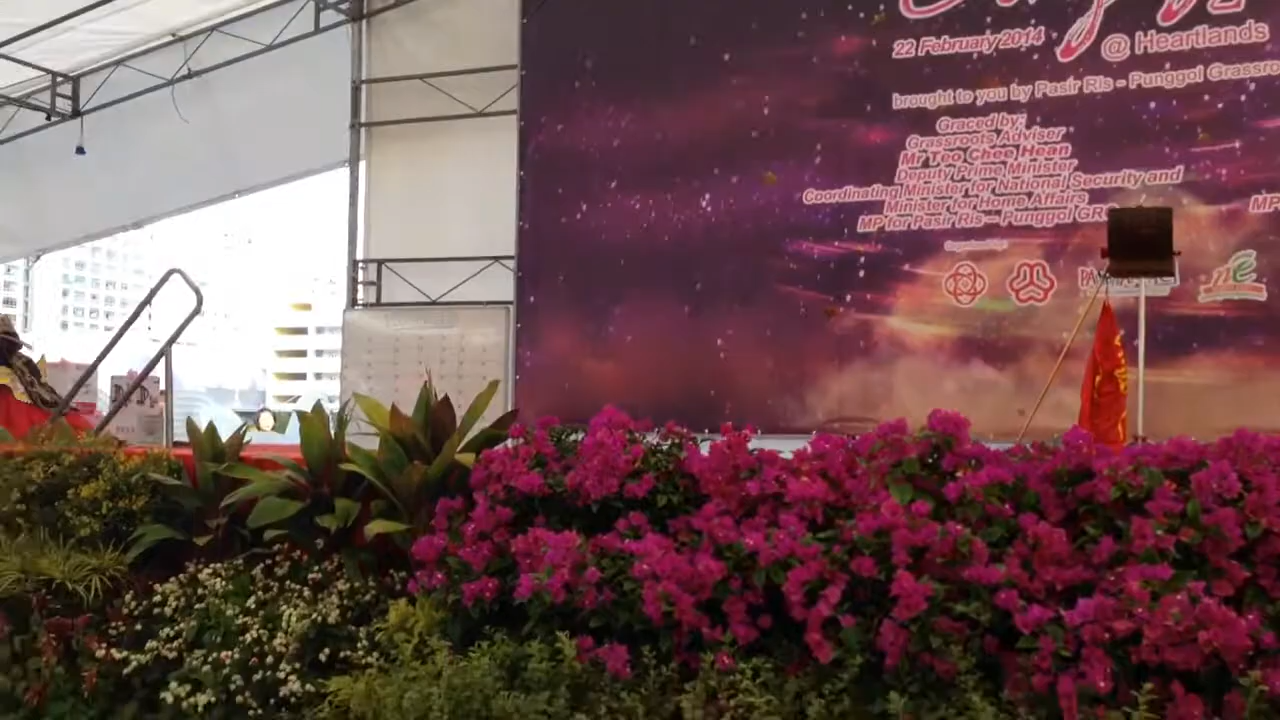 22 February 2014
@ Heartlands
brought to you by Pasir Ris - Punggol Grassro
Graced by:
Grassroots Adviser
Mr Teo Chee Hean
Deputy Prime Minister
Coordinating Minister for National Security and
Minister for Home Affairs
MP for Pasir Ris – Punggol GRC
MP
ne